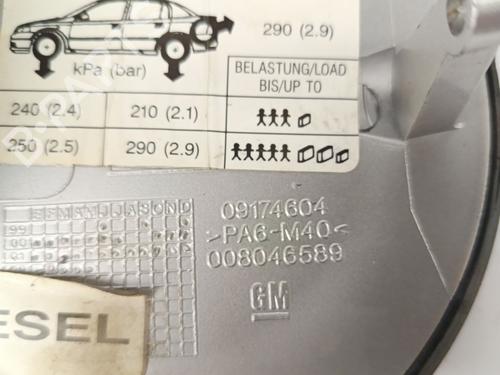 290 (2.9)
kPa (bar)
BELASTUNG/LOAD
BIS/UP TO
240 (2.4) 210 (2.1)
250 (2.5) 290 (2.9)
09174604
>PA6-M40<
008046589
GM
ESEL